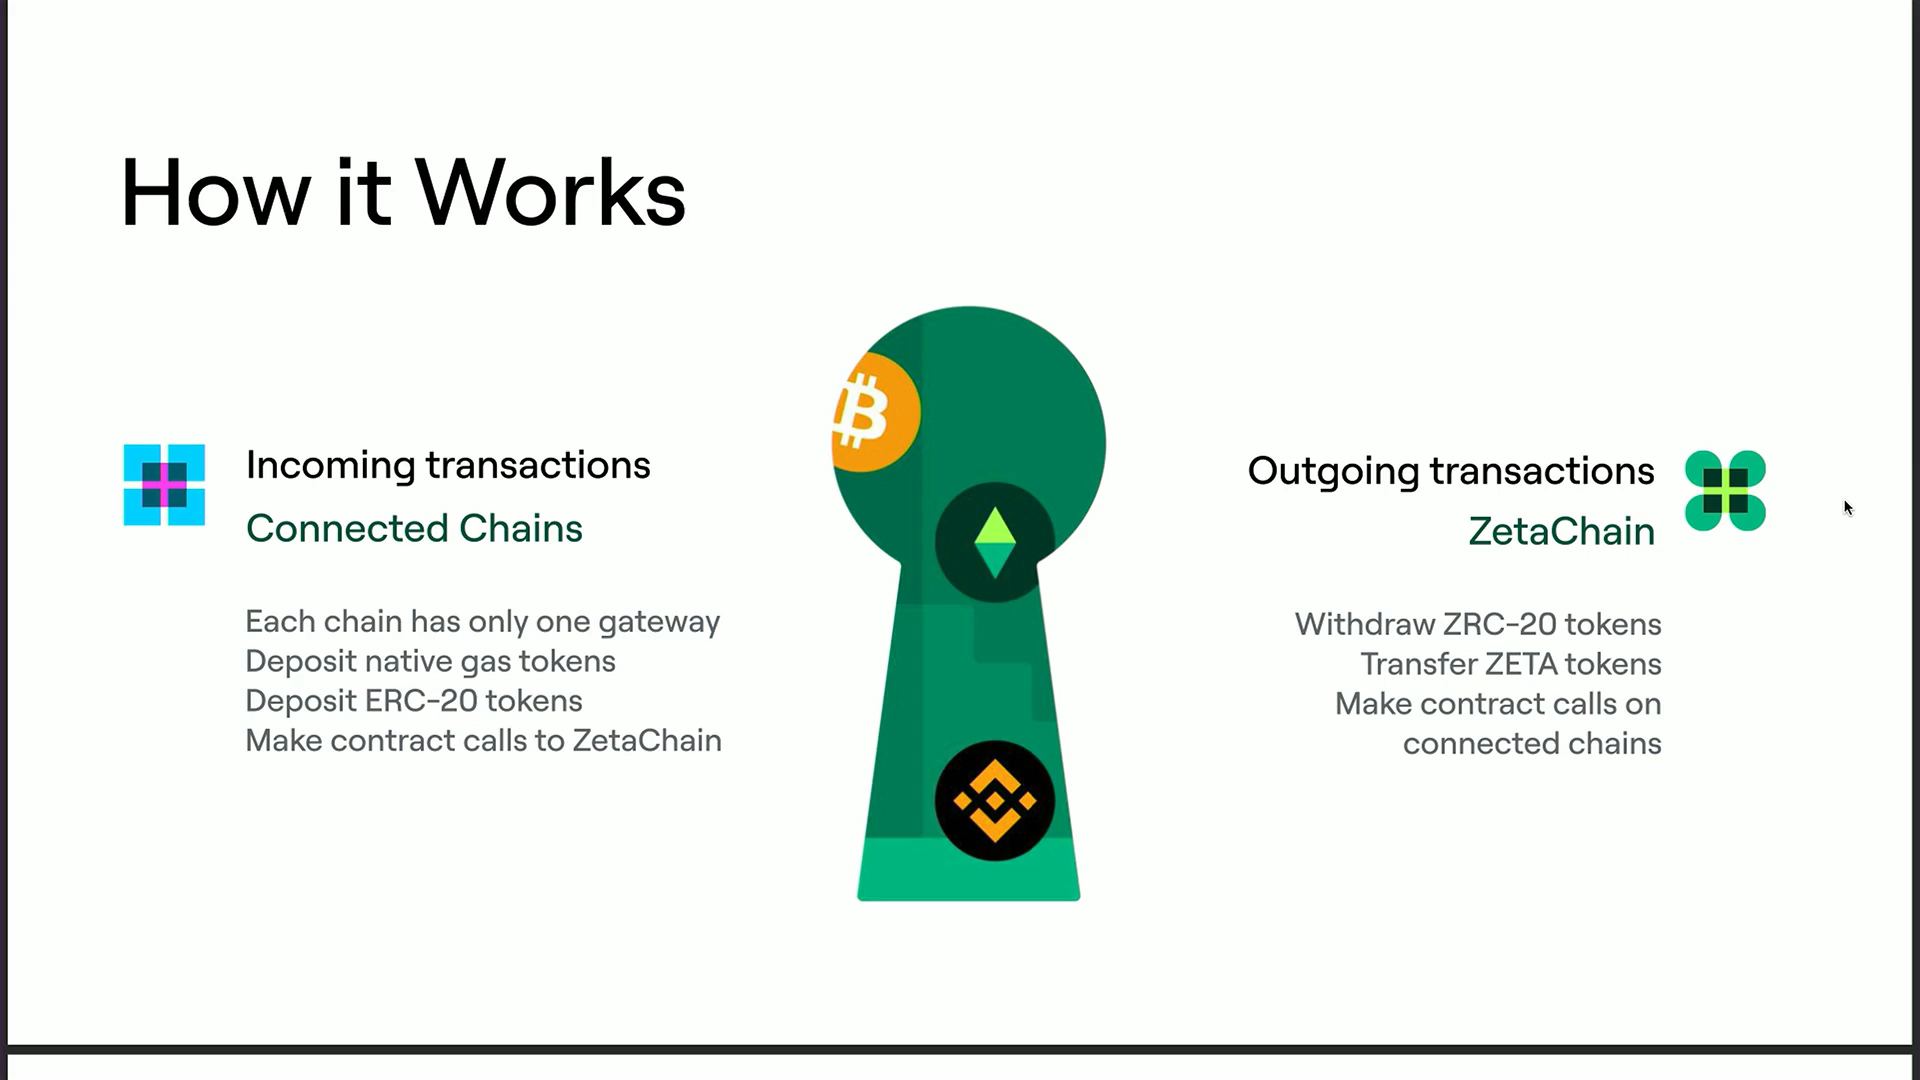 How it Works
Incoming transactions
Connected Chains
Each chain has only one gateway
Deposit native gas tokens
Deposit ERC-20 tokens
Make contract calls to ZetaChain
Outgoing transactions
ZetaChain
Withdraw ZRC-20 tokens
Transfer ZETA tokens
Make contract calls on
connected chains